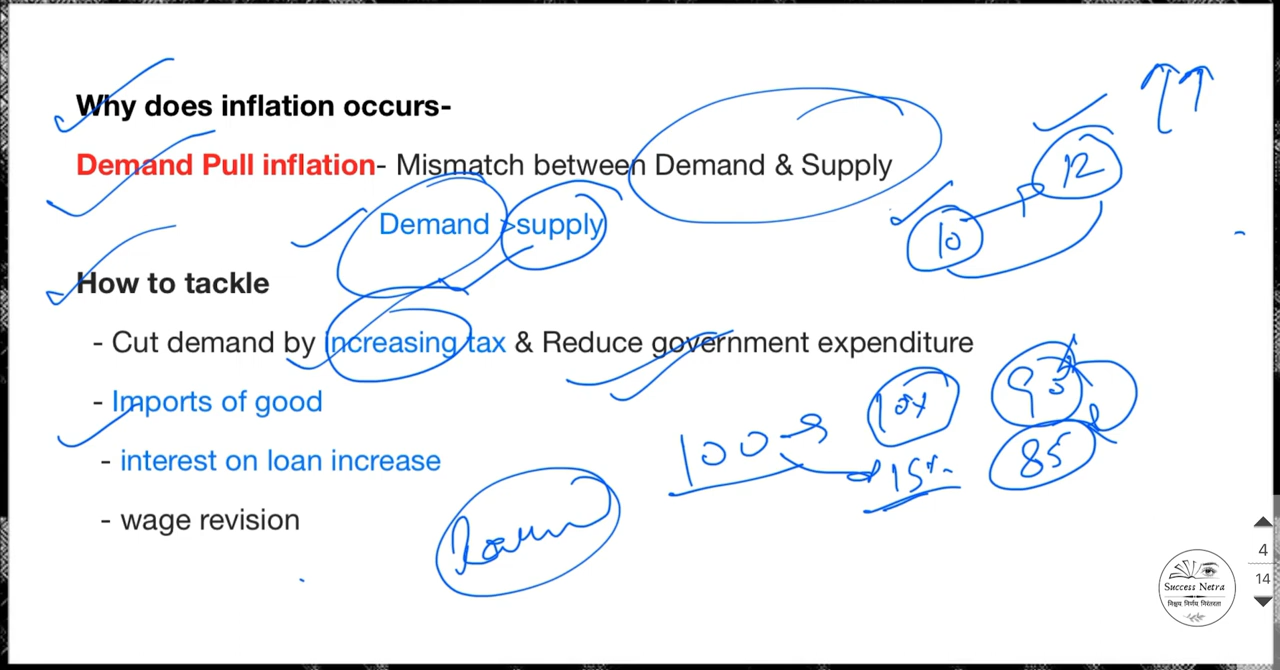 Why does inflation occurs-
Demand Pull inflation- Mismatch between Demand & Supply
12
Demand >supply
10
How to tackle
- Cut demand by increasing tax & Reduce government expenditure
- Imports of good
10%
100
15%
85
- interest on loan increase
- wage revision
4
14
Success Netra